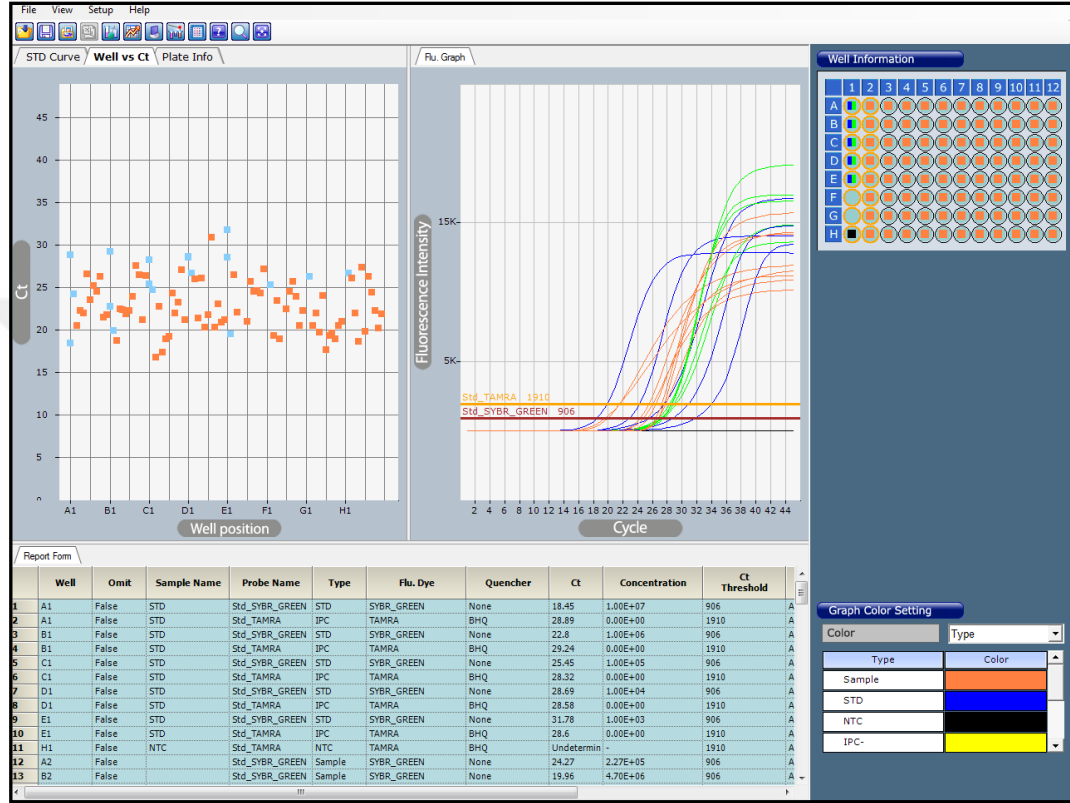 File View Setup Help
STD Curve Well vs Ct Plate Info
Flu. Graph
Well Information
45
40
35
30
25
20
15
10
5
0
Ct
A1 B1 C1 D1 E1 F1 G1 H1
Well position
15K
5K
Fluorescence Intensity
Std_TAMRA 1910
Std_SYBR_GREEN 906
2 4 6 8 10 12 14 16 18 20 22 24 26 28 30 32 34 36 38 40 42 44
Cycle
1 2 3 4 5 6 7 8 9 10 11 12
A
B
C
D
E
F
G
H
Report Form
Well Omit Sample Name Probe Name Type Flu. Dye Quencher Ct Concentration Ct Threshold
1 A1 False STD Std_SYBR_GREEN STD SYBR_GREEN None 18.45 1.00E+07 906 A
2 A1 False STD Std_TAMRA IPC TAMRA BHQ 28.89 0.00E+00 1910 A
3 B1 False STD Std_SYBR_GREEN STD SYBR_GREEN None 22.8 1.00E+06 906 A
4 B1 False STD Std_TAMRA IPC TAMRA BHQ 29.24 0.00E+00 1910 A
5 C1 False STD Std_SYBR_GREEN STD SYBR_GREEN None 25.45 1.00E+05 906 A
6 C1 False STD Std_TAMRA IPC TAMRA BHQ 28.32 0.00E+00 1910 A
7 D1 False STD Std_SYBR_GREEN STD SYBR_GREEN None 28.69 1.00E+04 906 A
8 D1 False STD Std_TAMRA IPC TAMRA BHQ 28.58 0.00E+00 1910 A
9 E1 False STD Std_SYBR_GREEN STD SYBR_GREEN None 31.78 1.00E+03 906 A
10 E1 False STD Std_TAMRA IPC TAMRA BHQ 28.6 0.00E+00 1910 A
11 H1 False NTC Std_TAMRA NTC TAMRA BHQ Undetermin - 1910 A
12 A2 False Std_SYBR_GREEN Sample SYBR_GREEN None 24.27 2.27E+05 906 A
13 B2 False Std_SYBR_GREEN Sample SYBR_GREEN None 19.96 4.70E+06 906 A
Graph Color Setting
Color Type
Type Color
Sample
STD
NTC
IPC-